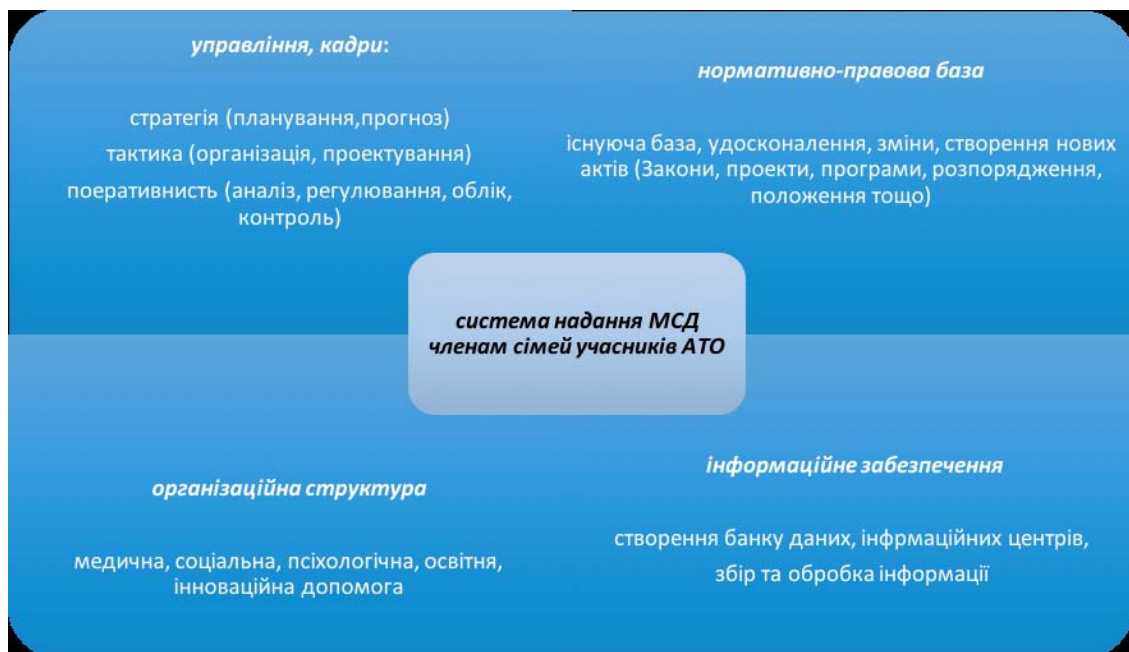 управління, кадри:
стратегія (планування,прогноз)
тактика (організація, проектування)
поеративнисть (аналіз, регулювання, облік,
контроль)
нормативно-правова база
існуюча база, удосконалення, зміни, створення нових
актів (Закони, проекти, програми, розпорядження,
положення тощо)
система надання МСД
членам сімей учасників АТО
організаційна структура
медична, соціальна, псіхологічна, освітня,
інноваційна допомога
інформаційне забезпечення
створення банку даних, інфрмаційних центрів,
збір та обробка інформації